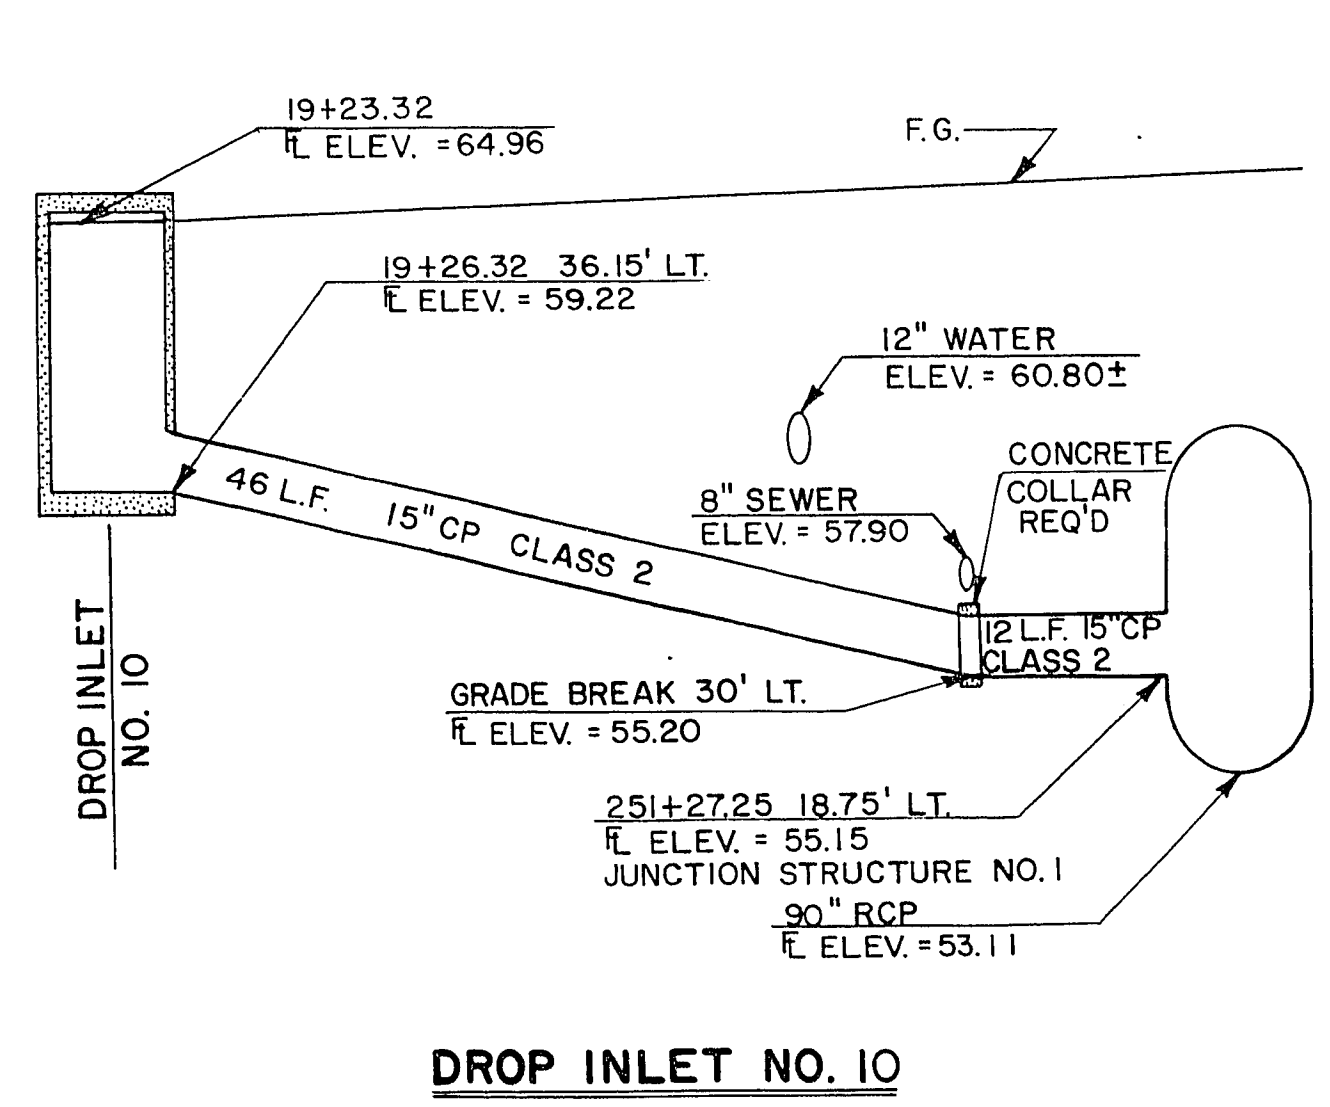 19+23.32
FL ELEV. = 64.96
F.G.
19+26.32 36.15' LT.
FL ELEV. = 59.22
12" WATER
ELEV. = 60.80±
CONCRETE
COLLAR
REQ'D
8" SEWER
ELEV. = 57.90
46 L.F. 15" CP CLASS 2
12 L.F. 15" CP
CLASS 2
DROP INLET
NO. 10
GRADE BREAK 30' LT.
FL ELEV. = 55.20
251+27.25 18.75' LT.
FL ELEV. = 55.15
JUNCTION STRUCTURE NO. 1
90" RCP
FL ELEV. = 53.11
DROP INLET NO. 10